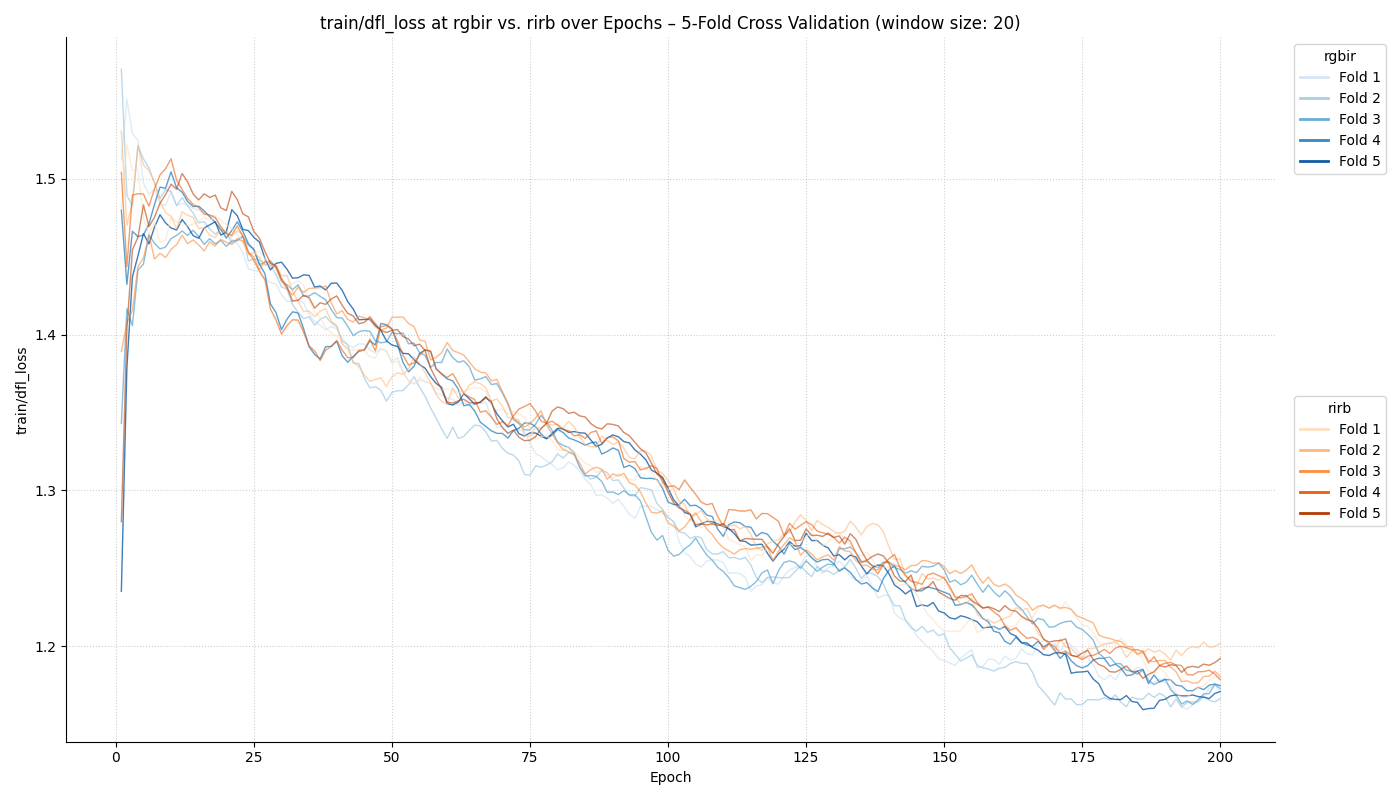 train/dfl_loss at rgbir vs. rirb over Epochs – 5-Fold Cross Validation (window size: 20)
train/dfl_loss
1.5
1.4
1.3
1.2
0
25
50
75
100
125
150
175
200
Epoch
rgbir
Fold 1
Fold 2
Fold 3
Fold 4
Fold 5
rirb
Fold 1
Fold 2
Fold 3
Fold 4
Fold 5